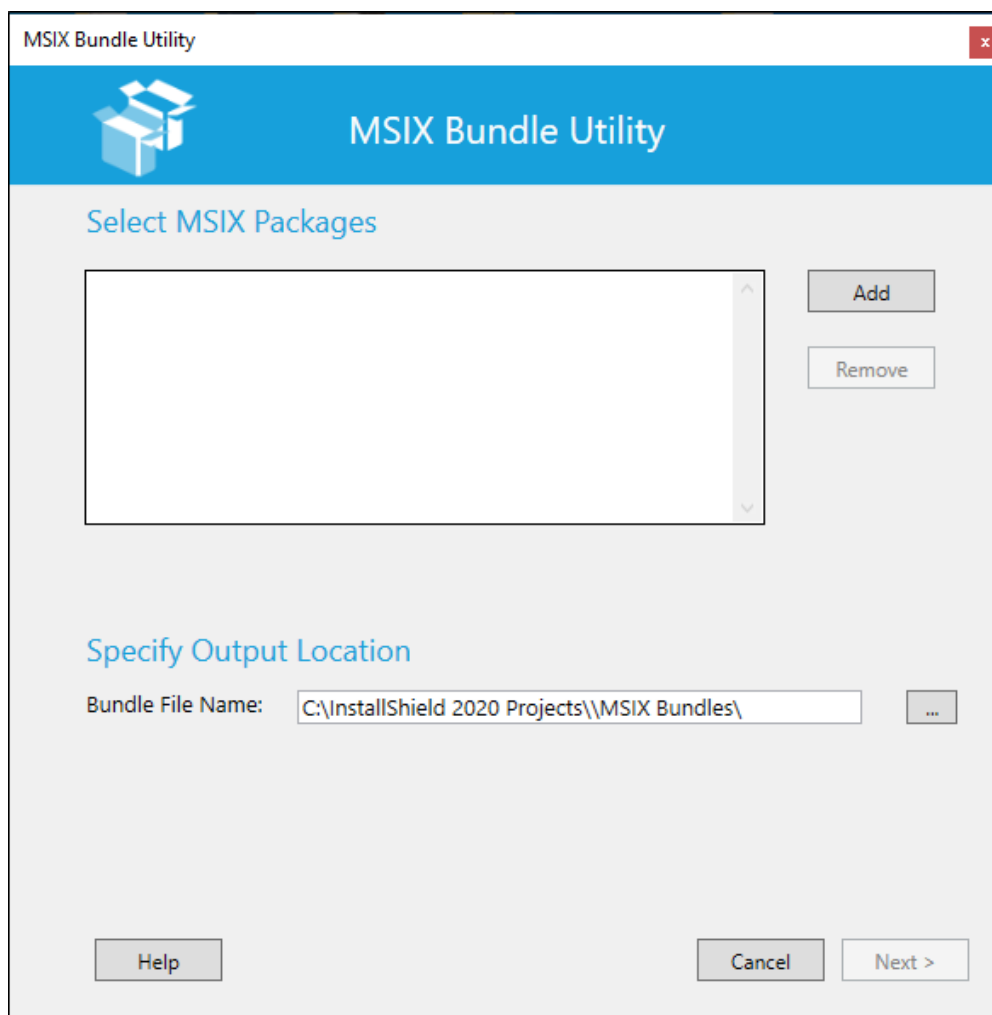 MSIX Bundle Utility
x
MSIX Bundle Utility
Select MSIX Packages
Add
Remove
Specify Output Location
Bundle File Name: C:\InstallShield 2020 Projects\\MSIX Bundles\ ...
Help Cancel Next >